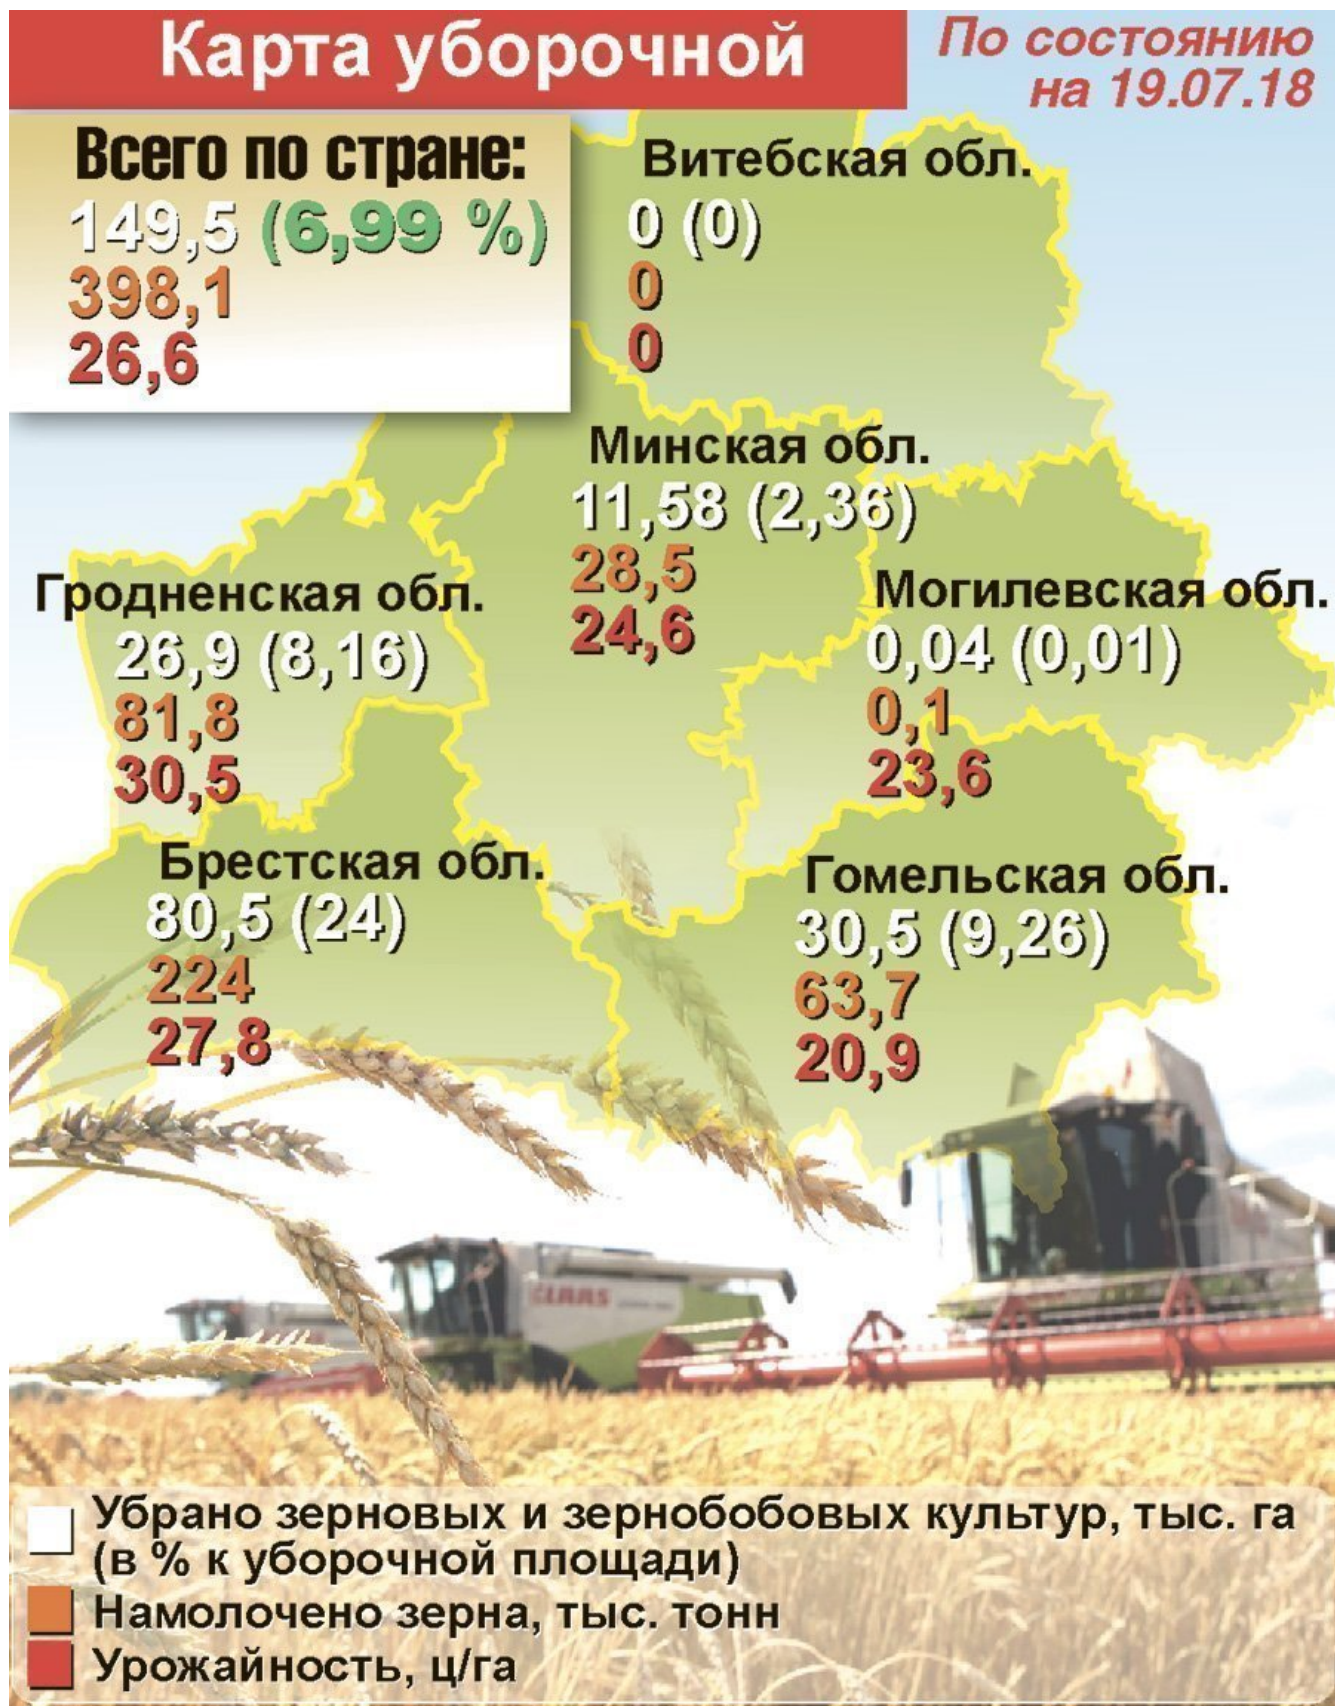 Карта уборочной
По состоянию
на 19.07.18
Всего по стране:
149,5 (6,99 %)
398,1
26,6
Витебская обл.
0 (0)
0
0
Минская обл.
11,58 (2,36)
28,5
24,6
Гродненская обл.
26,9 (8,16)
81,8
30,5
Могилевская обл.
0,04 (0,01)
0,1
23,6
Брестская обл.
80,5 (24)
224
27,8
Гомельская обл.
30,5 (9,26)
63,7
20,9
CLAAS
Убрано зерновых и зернобобовых культур, тыс. га
(в % к уборочной площади)
Намолочено зерна, тыс. тонн
Урожайность, ц/га